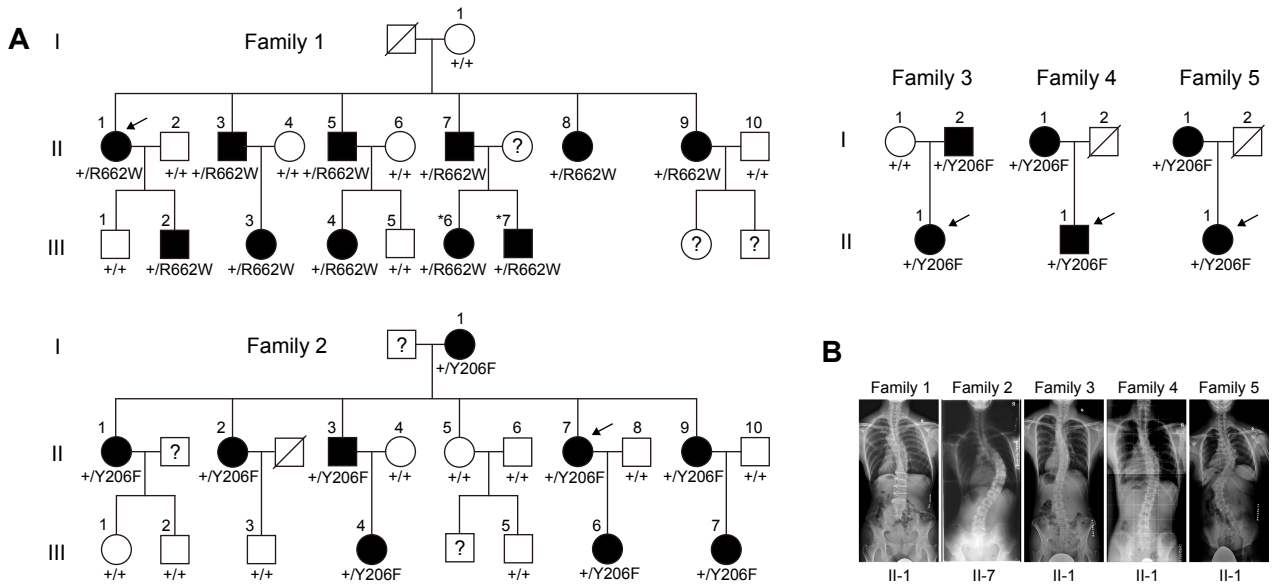 A
I
Family 1
1
+/+
II
1
2
3
4
5
6
7
?
8
9
10
+/R662W
+/+
+/R662W
+/+
+/R662W
+/+
+/R662W
+/R662W
+/R662W
+/+
III
1
2
3
4
5
*6
*7
?
?
+/+
+/R662W
+/R662W
+/R662W
+/+
+/R662W
+/R662W
I
Family 2
?
1
+/Y206F
II
1
?
2
3
4
5
6
7
8
9
10
+/Y206F
+/Y206F
+/Y206F
+/+
+/+
+/+
+/Y206F
+/+
+/Y206F
+/+
III
1
2
3
4
?
5
6
7
+/+
+/+
+/+
+/Y206F
+/+
+/Y206F
+/Y206F
Family 3
Family 4
Family 5
I
1
2
1
2
1
2
+/+
+/Y206F
+/Y206F
+/Y206F
II
1
1
1
+/Y206F
+/Y206F
+/Y206F
B
Family 1
Family 2
Family 3
Family 4
Family 5
II-1
II-7
II-1
II-1
II-1